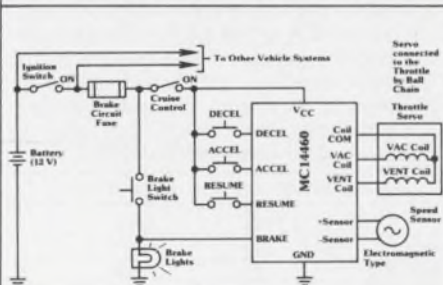 Ignition
Switch
ON
To Other Vehicle Systems
Servo
connected
to the
Throttle
by Ball
Chain
Brake
Circuit
Fuse
ON
Cruise
Control
VCC
Throttle
Servo
DECEL
DECEL
Coil
COM
VAC
Coil
VAC Coil
VENT
Coil
VENT Coil
MC14460
ACCEL
ACCEL
Battery
(12 V)
RESUME
RESUME
Brake
Light
Switch
+Sensor
–Sensor
Speed
Sensor
BRAKE
Electromagnetic
Type
Brake
Lights
GND